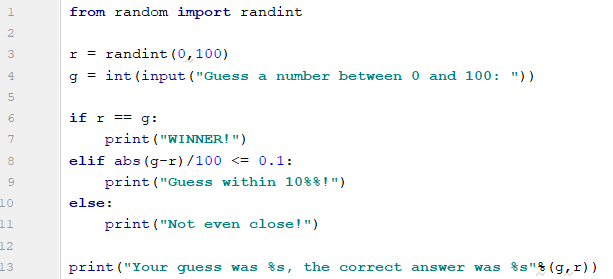 1 from random import randint
2
3 r = randint(0,100)
4 g = int(input("Guess a number between 0 and 100: "))
5
6 if r == g:
7     print("WINNER!")
8 elif abs(g-r)/100 <= 0.1:
9     print("Guess within 10%%!")
10 else:
11     print("Not even close!")
12
13 print("Your guess was %s, the correct answer was %s"%(g,r))